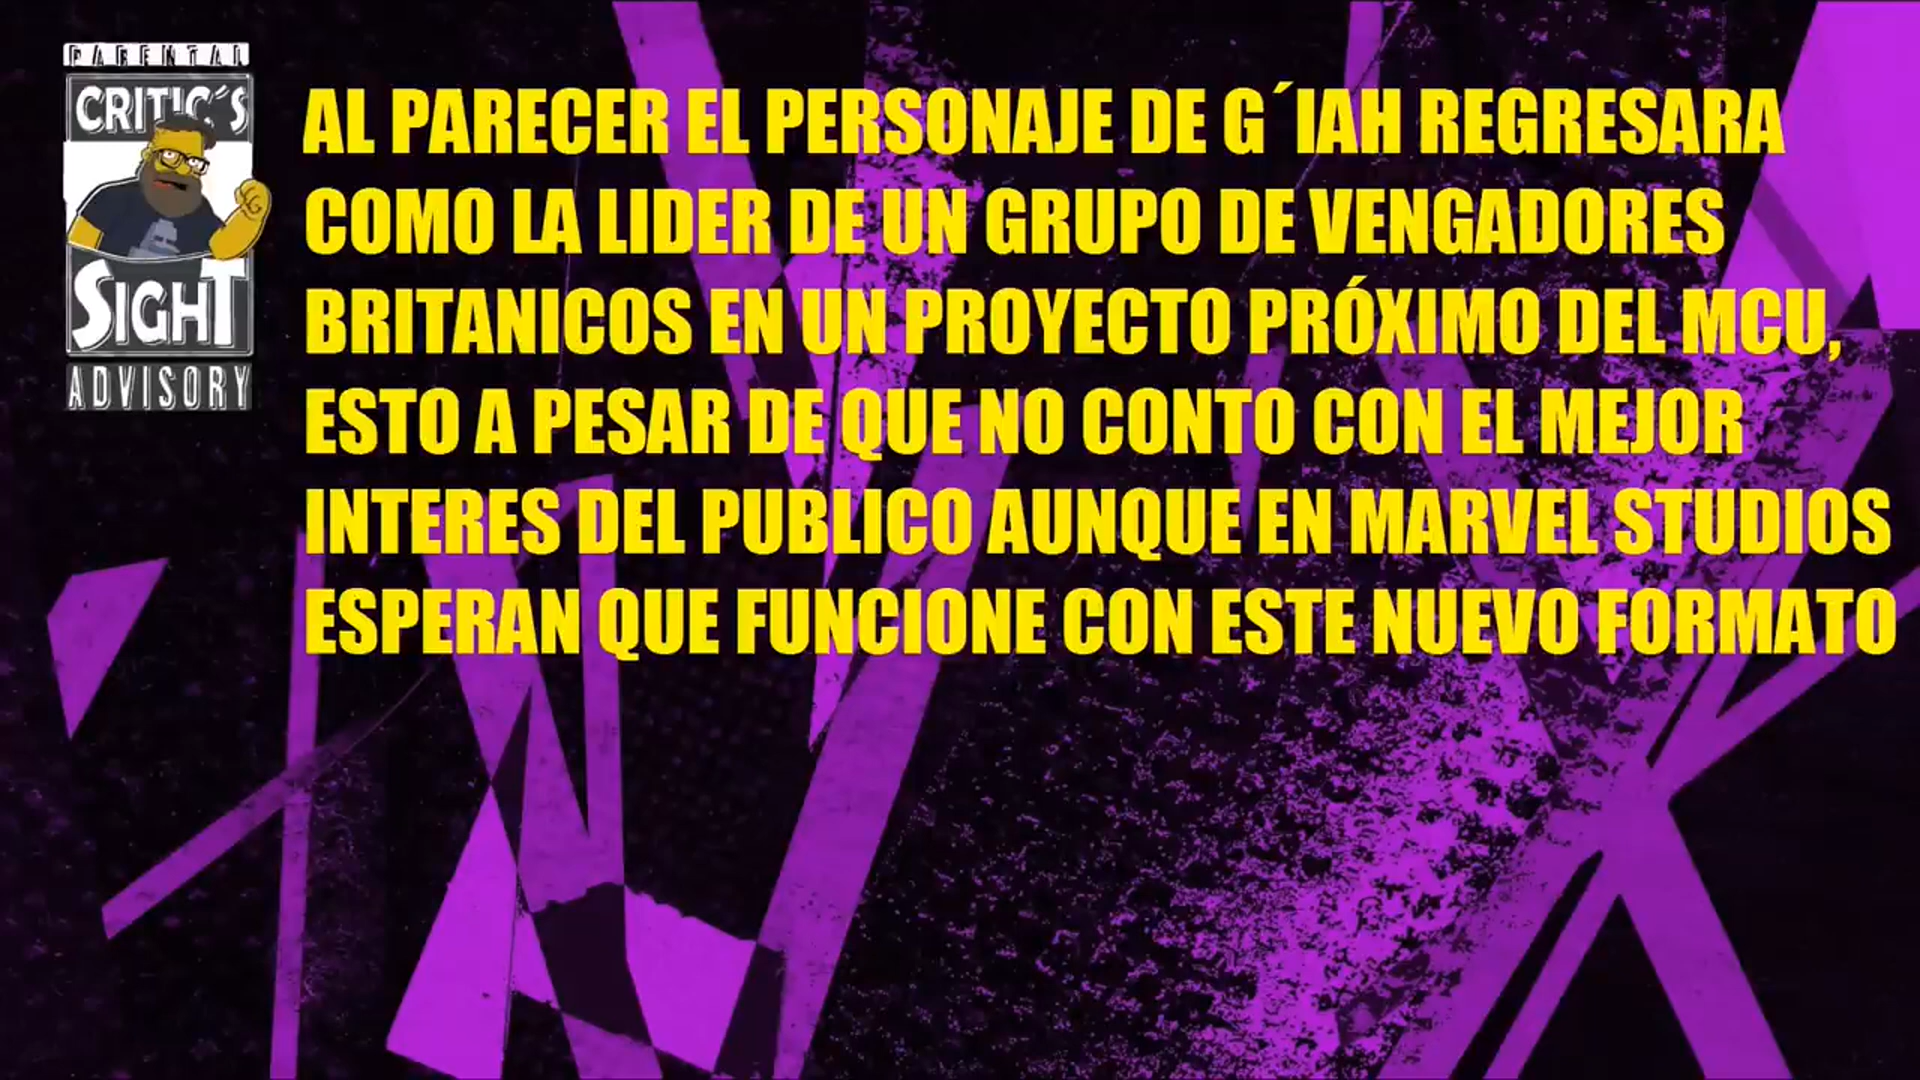 PARENTAL
CRITIC´S
SIGHT
ADVISORY
AL PARECER EL PERSONAJE DE G´IAH REGRESARA
COMO LA LIDER DE UN GRUPO DE VENGADORES
BRITANICOS EN UN PROYECTO PRÓXIMO DEL MCU,
ESTO A PESAR DE QUE NO CONTO CON EL MEJOR
INTERES DEL PUBLICO AUNQUE EN MARVEL STUDIOS
ESPERAN QUE FUNCIONE CON ESTE NUEVO FORMATO